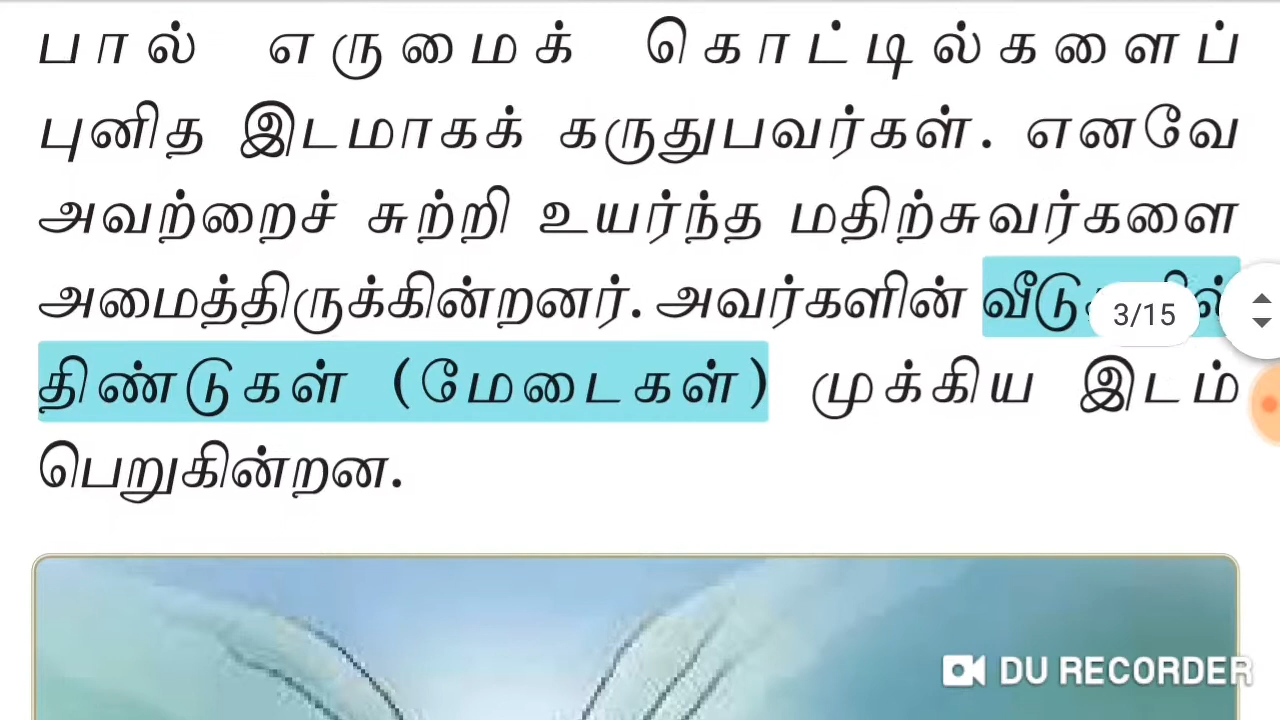 பால் எருமைக் கொட்டில்களைப்
புனித இடமாகக் கருதுபவர்கள். எனவே
அவற்றைச் சுற்றி உயர்ந்த மதிற்சுவர்களை
அமைத்திருக்கின்றனர். அவர்களின்
3/15
திண்டுகள் (மேடைகள்) முக்கிய இடம்
பெறுகின்றன.
DU RECORDER